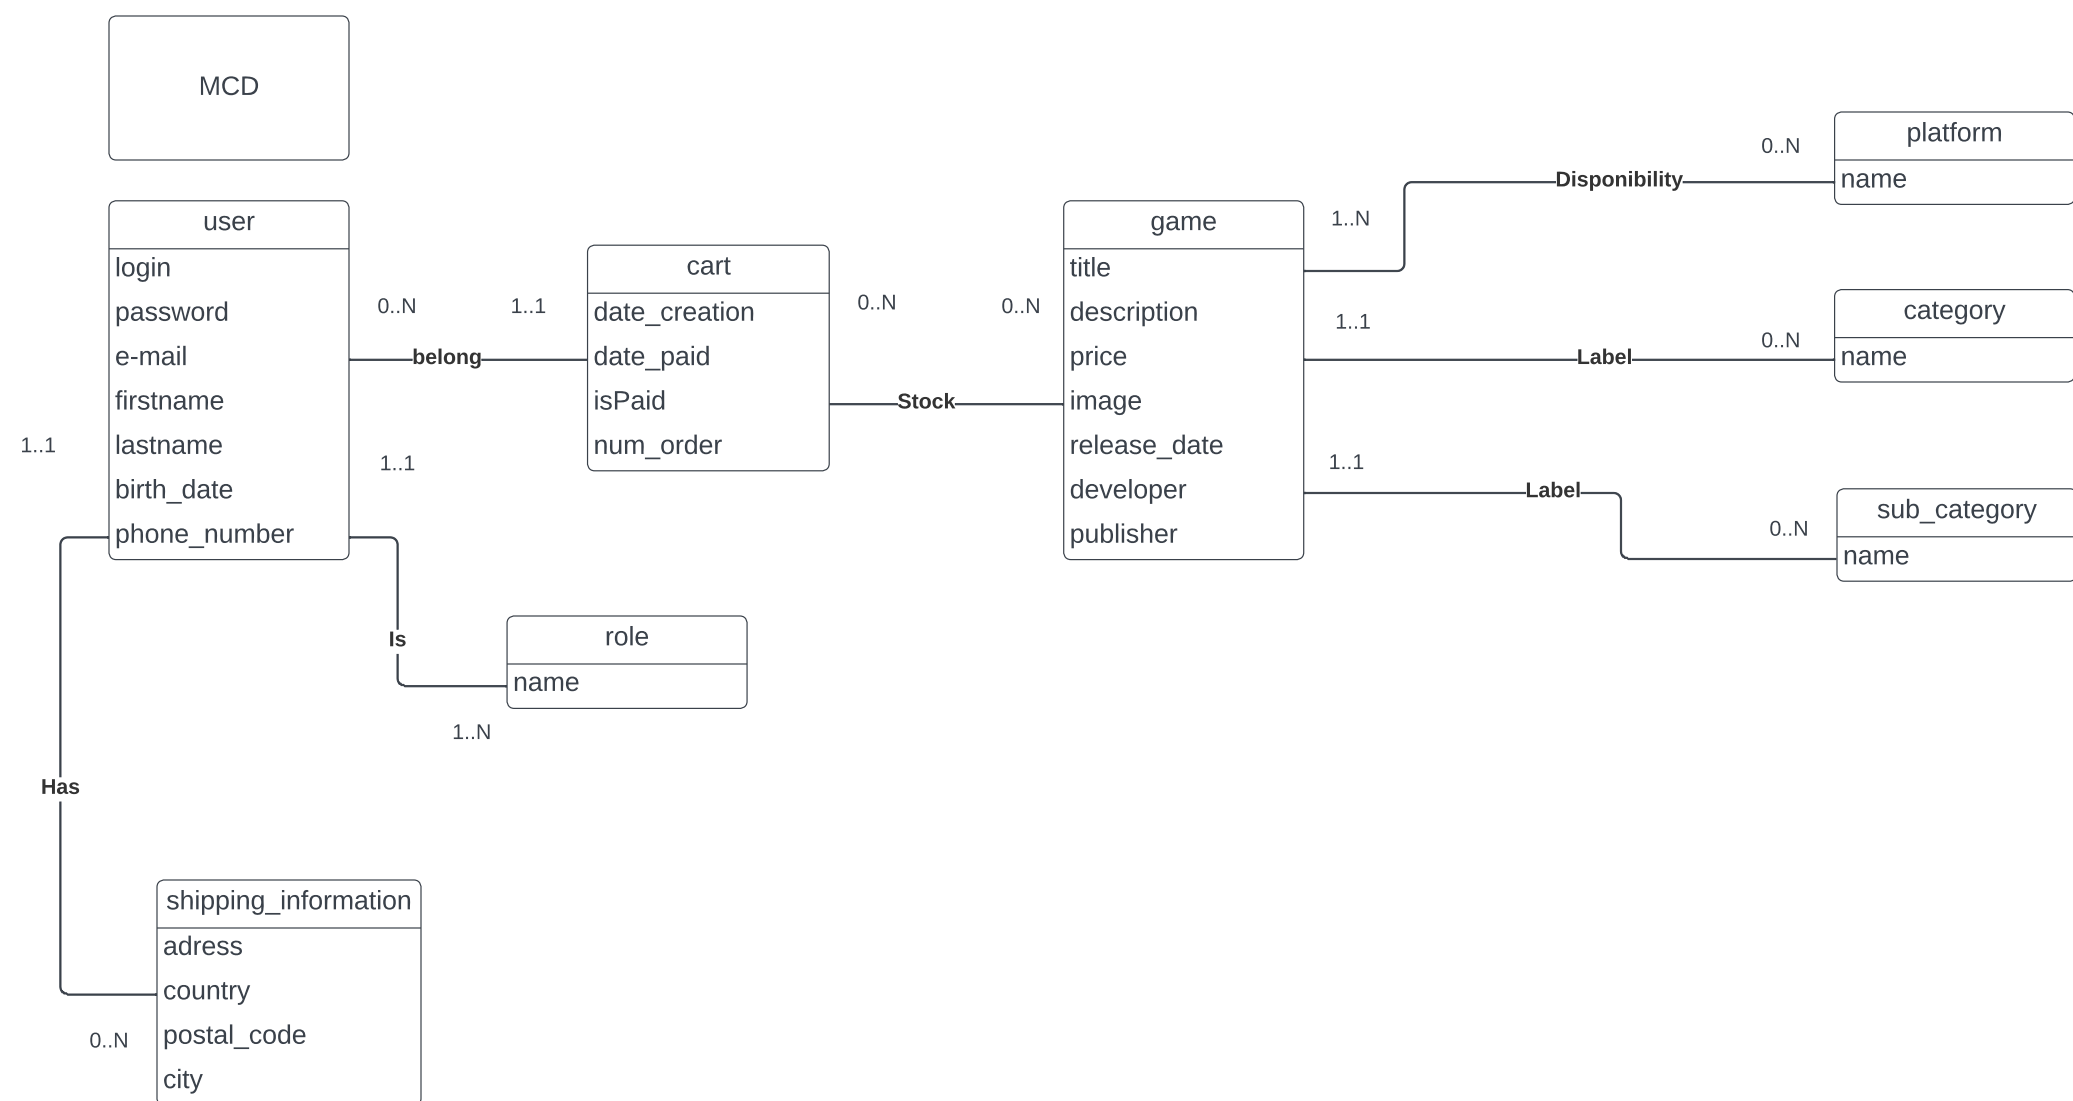 MCD
user
login
password
e-mail
firstname
lastname
birth_date
phone_number
0..N
belong
1..1
cart
date_creation
date_paid
isPaid
num_order
0..N
Stock
0..N
game
title
description
price
image
release_date
developer
publisher
1..N
Disponibility
0..N
platform
name
1..1
Label
0..N
category
name
1..1
Label
0..N
sub_category
name
1..1
Is
1..N
role
name
1..1
Has
0..N
shipping_information
adress
country
postal_code
city